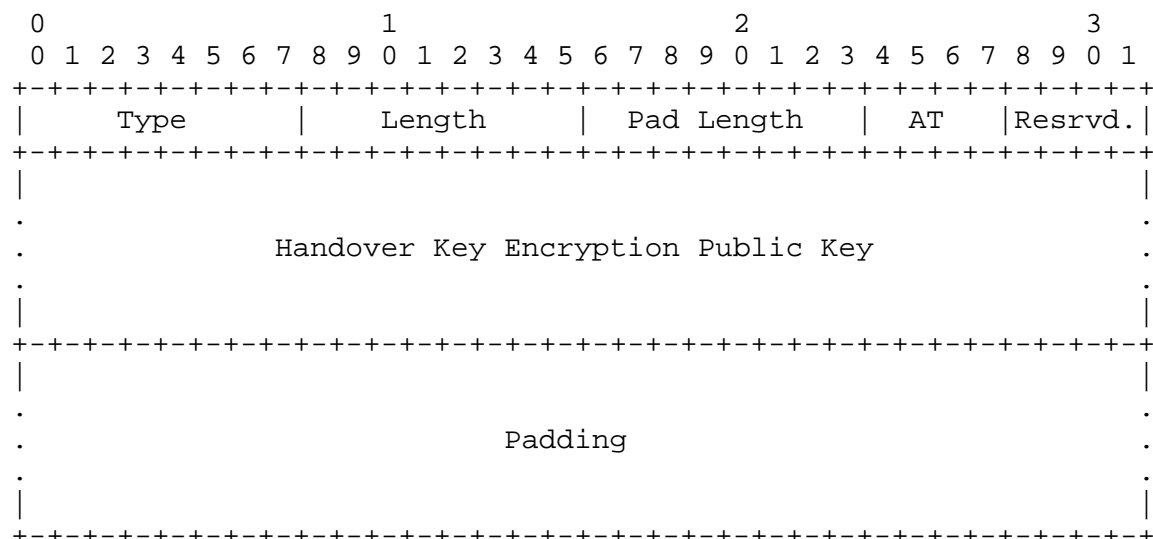 0                   1                   2                   3
 0 1 2 3 4 5 6 7 8 9 0 1 2 3 4 5 6 7 8 9 0 1 2 3 4 5 6 7 8 9 0 1
+-+-+-+-+-+-+-+-+-+-+-+-+-+-+-+-+-+-+-+-+-+-+-+-+-+-+-+-+-+-+-+-+
|     Type      |    Length     |  Pad Length   |  AT   |Resrvd.|
+-+-+-+-+-+-+-+-+-+-+-+-+-+-+-+-+-+-+-+-+-+-+-+-+-+-+-+-+-+-+-+-+
|                                                               |
.                                                               .
.              Handover Key Encryption Public Key               .
.                                                               .
|                                                               |
+-+-+-+-+-+-+-+-+-+-+-+-+-+-+-+-+-+-+-+-+-+-+-+-+-+-+-+-+-+-+-+-+
|                                                               |
.                                                               .
.                           Padding                             .
.                                                               .
|                                                               |
+-+-+-+-+-+-+-+-+-+-+-+-+-+-+-+-+-+-+-+-+-+-+-+-+-+-+-+-+-+-+-+-+